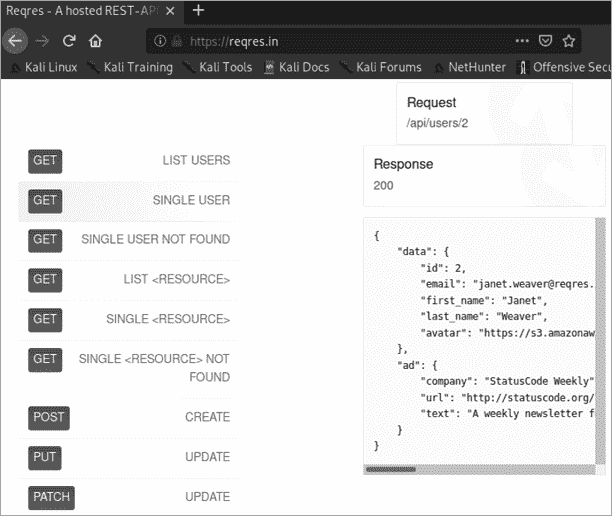 Reqres - A hosted REST-AP
https://reqres.in
Kali Linux Kali Training Kali Tools Kali Docs Kali Forums NetHunter Offensive Secu
Request
/api/users/2
GET LIST USERS
GET SINGLE USER
GET SINGLE USER NOT FOUND
GET LIST <RESOURCE>
GET SINGLE <RESOURCE>
GET SINGLE <RESOURCE> NOT
FOUND
POST CREATE
PUT UPDATE
PATCH UPDATE
Response
200
{
"data": {
"id": 2,
"email": "janet.weaver@reqres.
"first_name": "Janet",
"last_name": "Weaver",
"avatar": "https://s3.amazonaw
},
"ad": {
"company": "StatusCode Weekly"
"url": "http://statuscode.org/
"text": "A weekly newsletter f
}
}